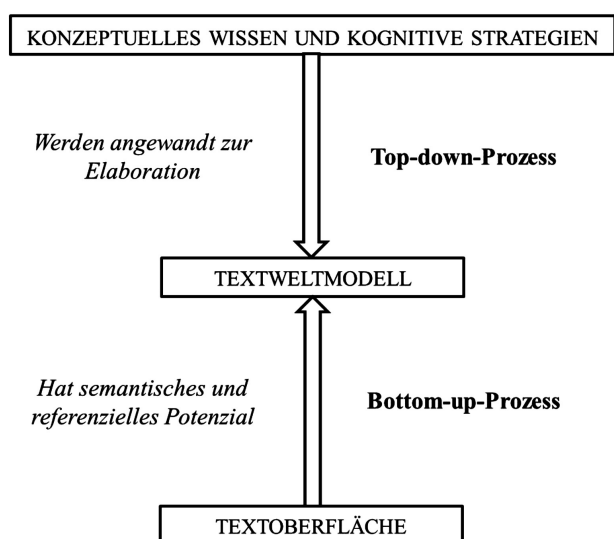 KONZEPTUELLES WISSEN UND KOGNITIVE STRATEGIEN
Werden angewandt zur
Elaboration
Top-down-Prozess
TEXTWELTMODELL
Hat semantisches und
referenzielles Potenzial
Bottom-up-Prozess
TEXTOBERFLÄCHE